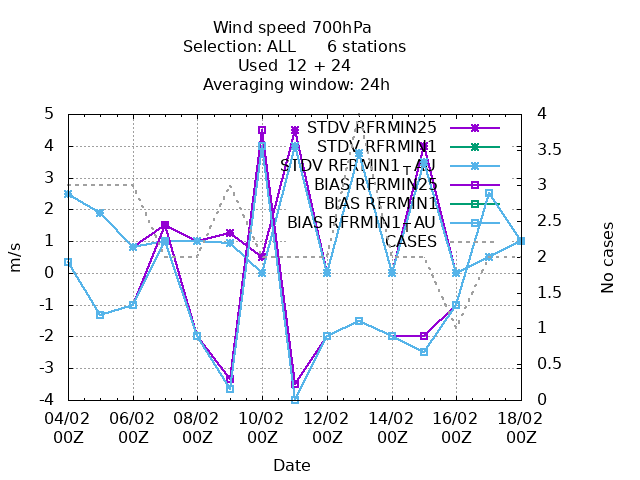 Wind speed 700hPa
Selection: ALL 6 stations
Used 12 + 24
Averaging window: 24h
5
4
3
2
1
0
-1
-2
-3
-4
m/s
4
3.5
3
2.5
2
1.5
1
0.5
0
No cases
STDV RFRMIN25
STDV RFRMIN1
STDV RFRMIN1_AU
BIAS RFRMIN25
BIAS RFRMIN1
BIAS RFRMIN1_AU
CASES
04/02 06/02 08/02 10/02 12/02 14/02 16/02 18/02
00Z 00Z 00Z 00Z 00Z 00Z 00Z 00Z
Date